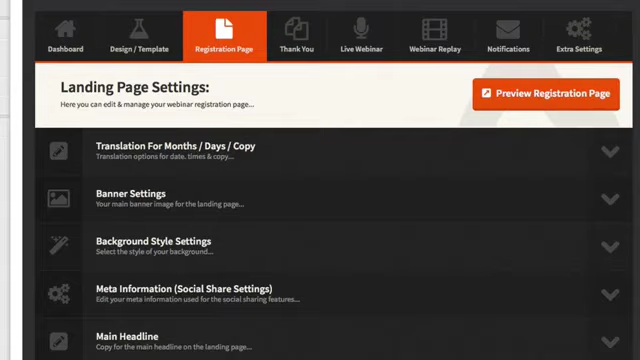 Dashboard
Design / Template
Registration Page
Thank You
Live Webinar
Webinar Replay
Notifications
Extra Settings
Landing Page Settings:
Here you can edit & manage your webinar registration page...
Preview Registration Page
Translation For Months / Days / Copy
Translation options for date, times & copy...
Banner Settings
Your main banner image for the landing page...
Background Style Settings
Select the style of your background...
Meta Information (Social Share Settings)
Edit your meta information used for the social sharing features...
Main Headline
Copy for the main headline on the landing page...